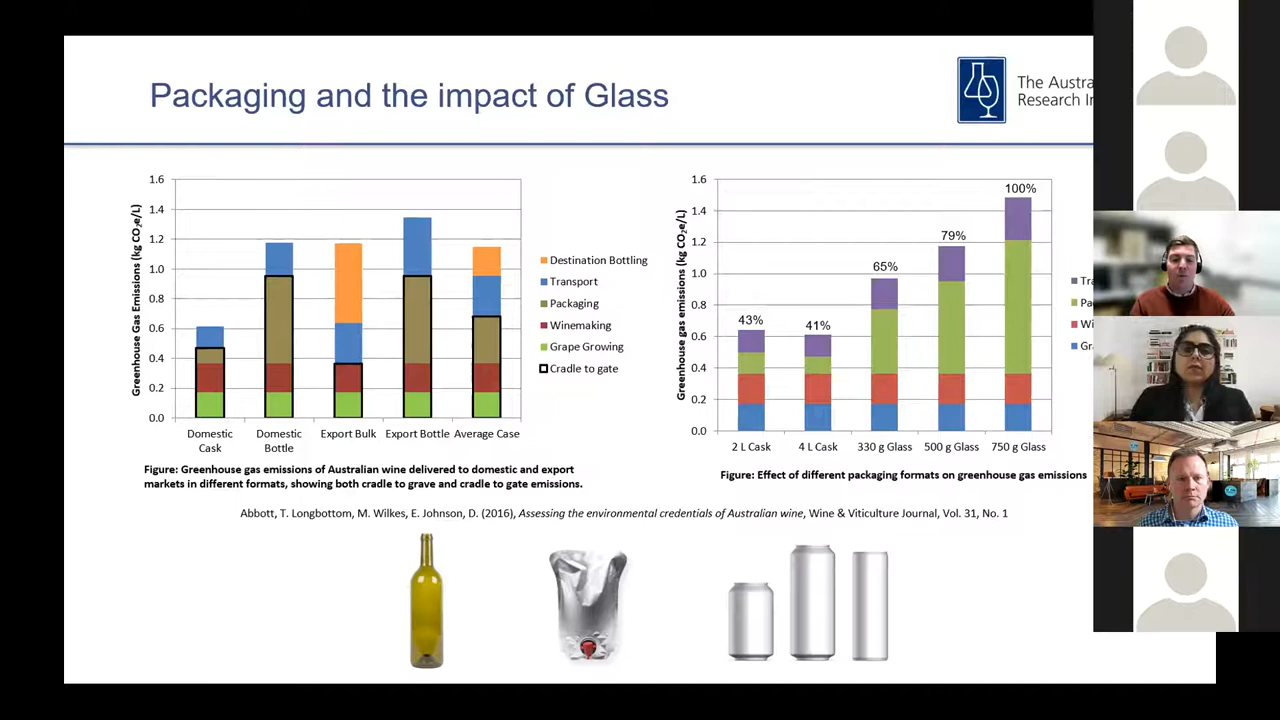 Packaging and the impact of Glass
The Austra
Research In
1.6
1.4
1.2
1.0
0.8
0.6
0.4
0.2
0.0
Greenhouse Gas Emissions (kg CO2e/L)
Domestic Cask
Domestic Bottle
Export Bulk
Export Bottle
Average Case
Destination Bottling
Transport
Packaging
Winemaking
Grape Growing
Cradle to gate
Figure: Greenhouse gas emissions of Australian wine delivered to domestic and export
markets in different formats, showing both cradle to grave and cradle to gate emissions.
1.6
1.4
1.2
1.0
0.8
0.6
0.4
0.2
0.0
Greenhouse gas emissions (kg CO2e/L)
43%
41%
65%
79%
100%
2 L Cask
4 L Cask
330 g Glass
500 g Glass
750 g Glass
Tra
Pa
Wi
Gr
Figure: Effect of different packaging formats on greenhouse gas emissions
Abbott, T. Longbottom, M. Wilkes, E. Johnson, D. (2016), Assessing the environmental credentials of Australian wine, Wine & Viticulture Journal, Vol. 31, No. 1